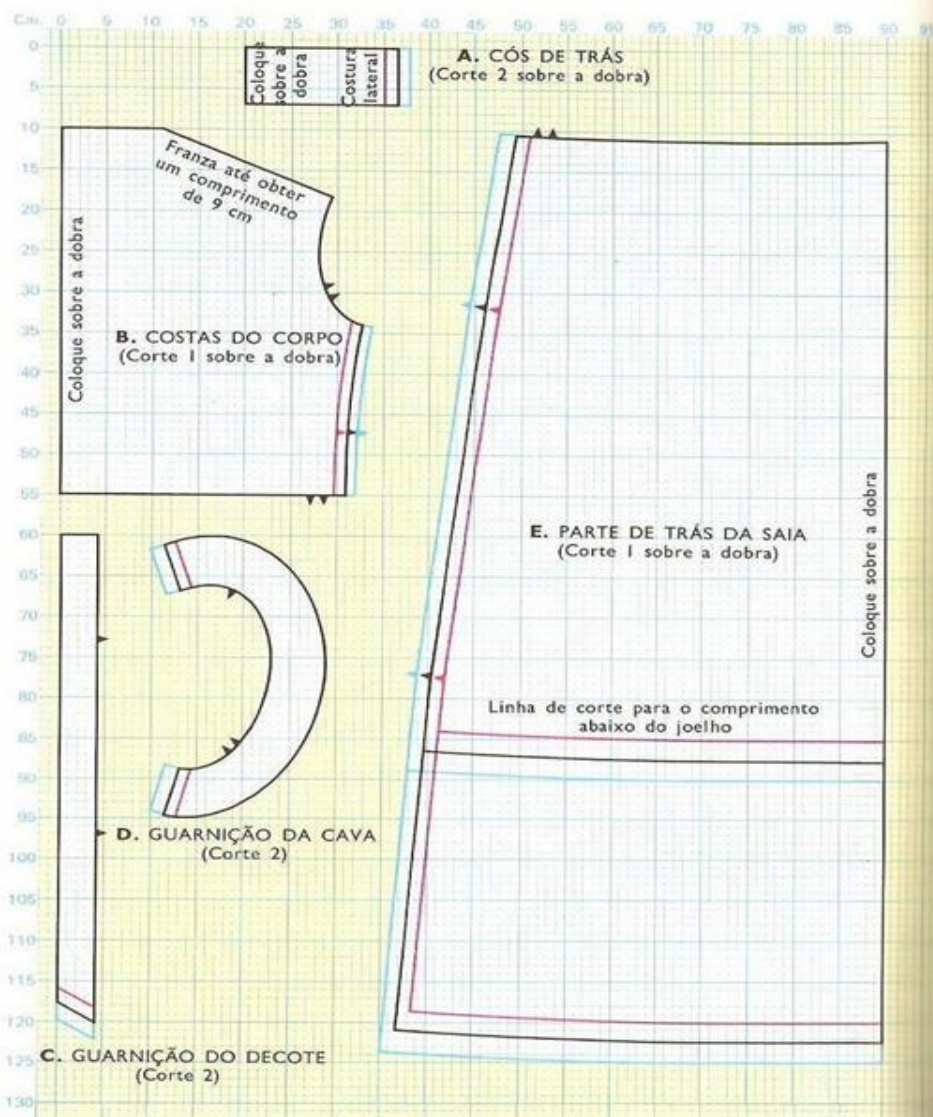 Cm. 0 5 10 15 20 25 30 35 40 45 50 55 60 65 70 75 80 85 90 95
0
5
10
15
20
25
30
35
40
45
50
55
60
65
70
75
80
85
90
95
100
105
110
115
120
125
130
Coloque
sobre a
dobra
Costura
lateral
A. CÓS DE TRÁS
(Corte 2 sobre a dobra)
Franza até obter
um comprimento
de 9 cm
Coloque sobre a dobra
B. COSTAS DO CORPO
(Corte 1 sobre a dobra)
E. PARTE DE TRÁS DA SAIA
(Corte 1 sobre a dobra)
Coloque sobre a dobra
Linha de corte para o comprimento
abaixo do joelho
D. GUARNIÇÃO DA CAVA
(Corte 2)
C. GUARNIÇÃO DO DECOTE
(Corte 2)